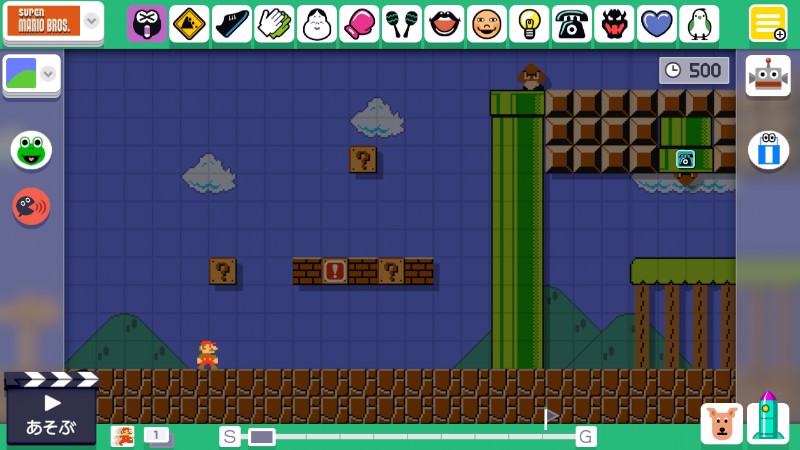 SUPER
MARIO BROS.
500
?
?
! ?
あそぶ
1
S G